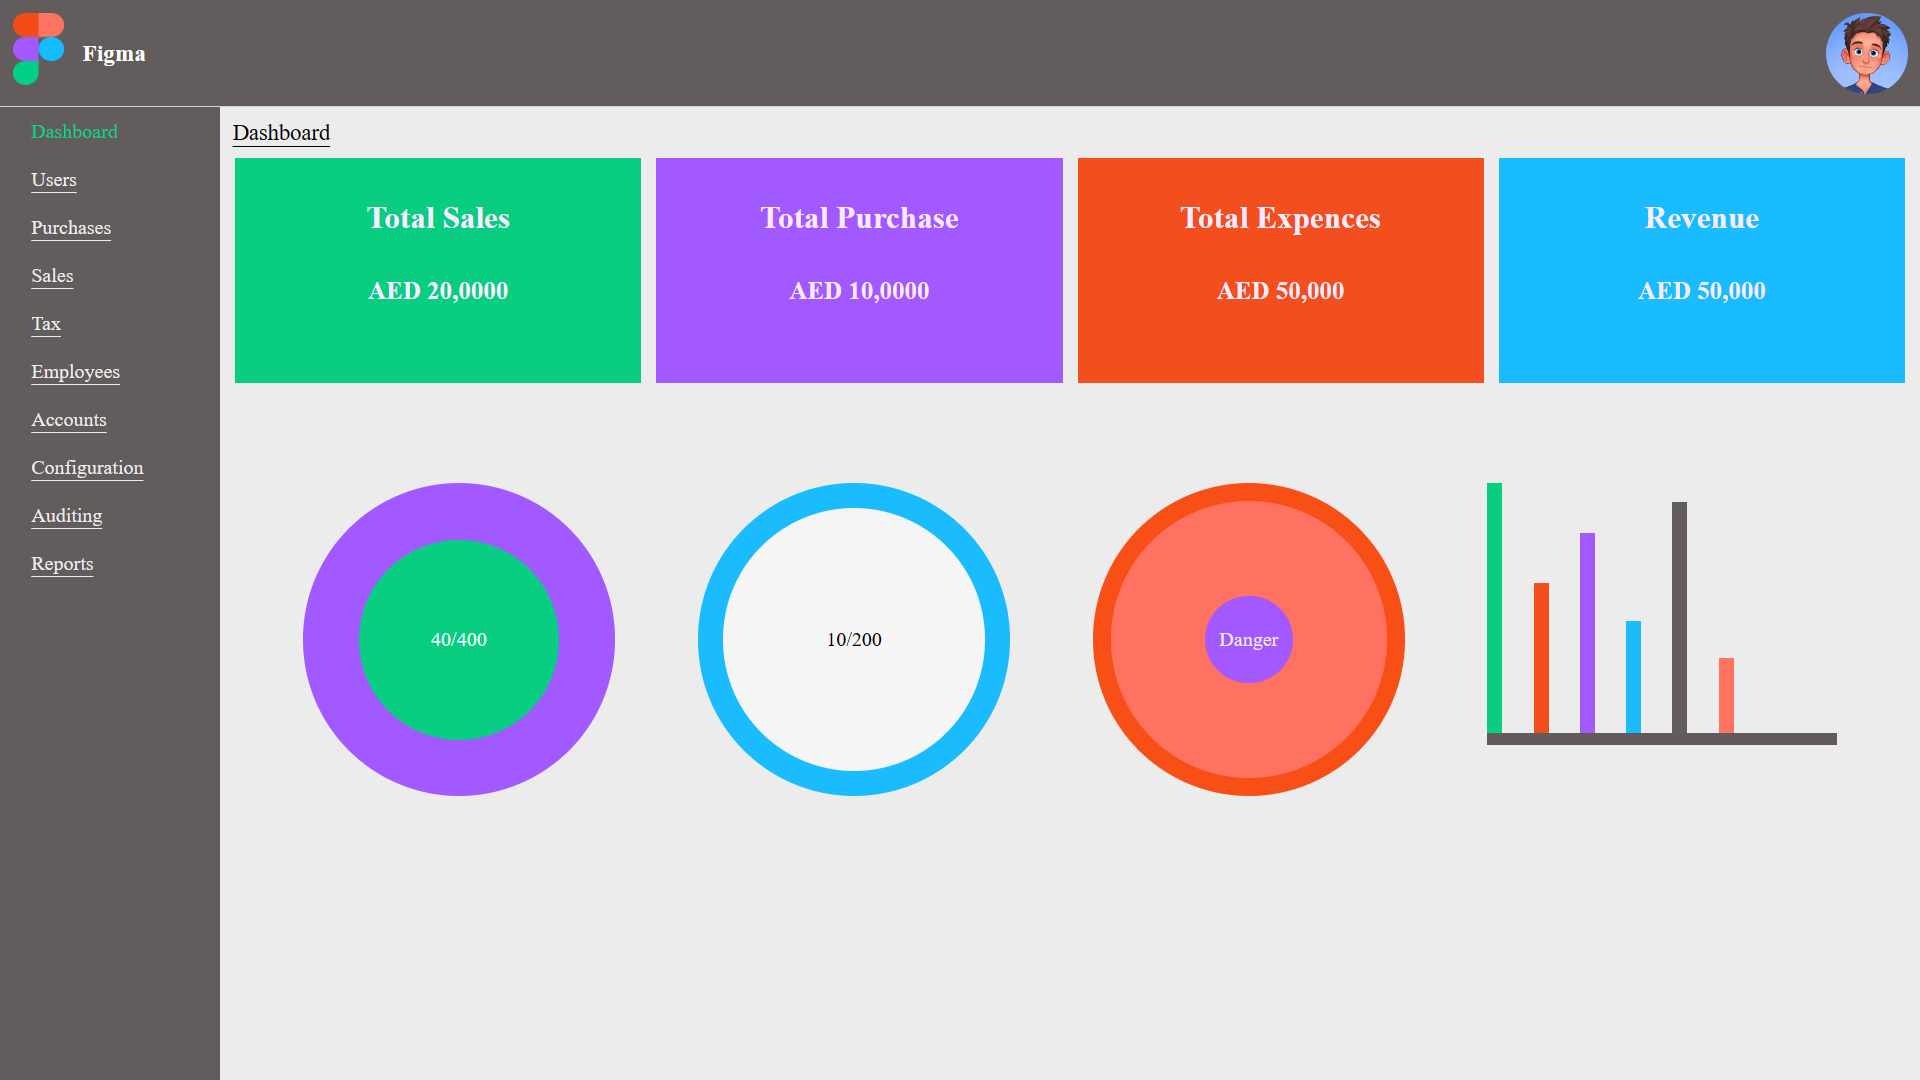 Figma
Dashboard
Users
Purchases
Sales
Tax
Employees
Accounts
Configuration
Auditing
Reports
Dashboard
Total Sales
AED 20,0000
Total Purchase
AED 10,0000
Total Expences
AED 50,000
Revenue
AED 50,000
40/400
10/200
Danger